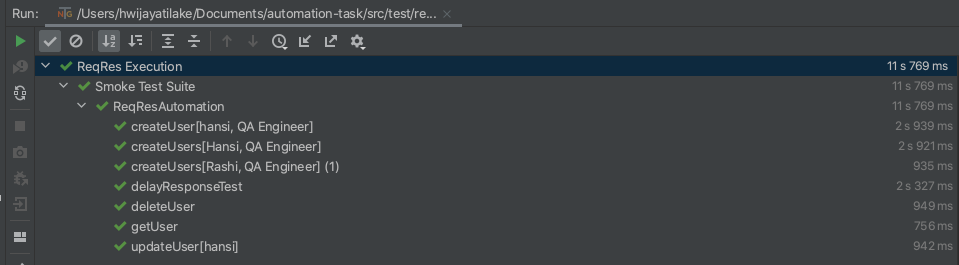 Run: NG /Users/hwijayatilake/Documents/automation-task/src/test/re... ×
ReqRes Execution 11 s 769 ms
Smoke Test Suite 11 s 769 ms
ReqResAutomation 11 s 769 ms
createUser[hansi, QA Engineer] 2 s 939 ms
createUsers[Hansi, QA Engineer] 2 s 921 ms
createUsers[Rashi, QA Engineer] (1) 935 ms
delayResponseTest 2 s 327 ms
deleteUser 949 ms
getUser 756 ms
updateUser[hansi] 942 ms